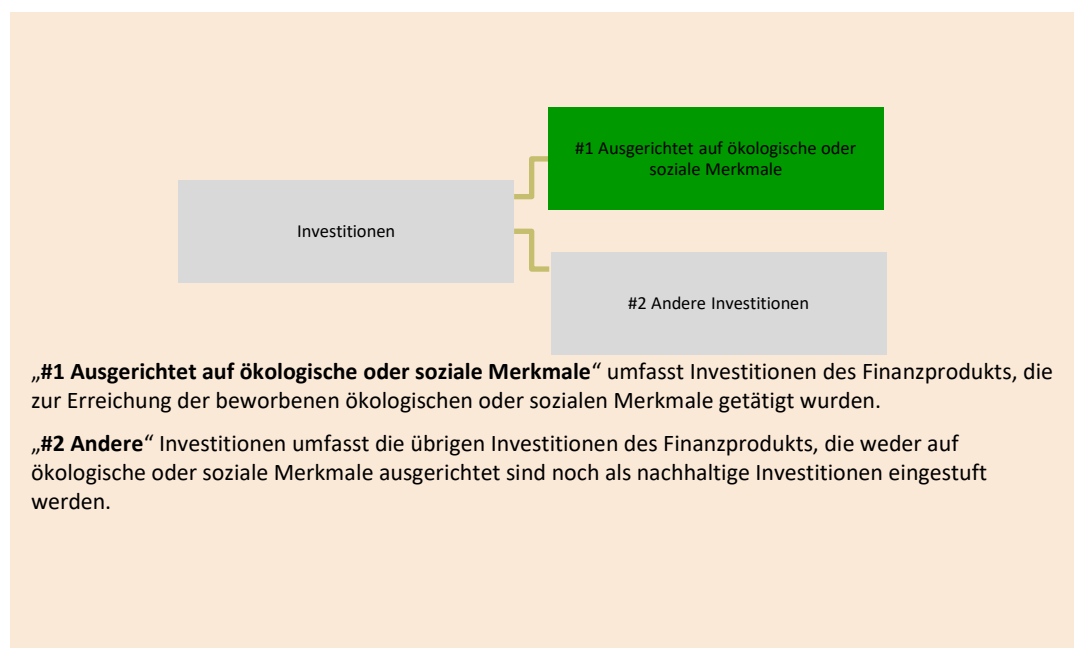 #1 Ausgerichtet auf ökologische oder
soziale Merkmale
Investitionen
#2 Andere Investitionen
„#1 Ausgerichtet auf ökologische oder soziale Merkmale“ umfasst Investitionen des Finanzprodukts, die
zur Erreichung der beworbenen ökologischen oder sozialen Merkmale getätigt wurden.
„#2 Andere“ Investitionen umfasst die übrigen Investitionen des Finanzprodukts, die weder auf
ökologische oder soziale Merkmale ausgerichtet sind noch als nachhaltige Investitionen eingestuft
werden.